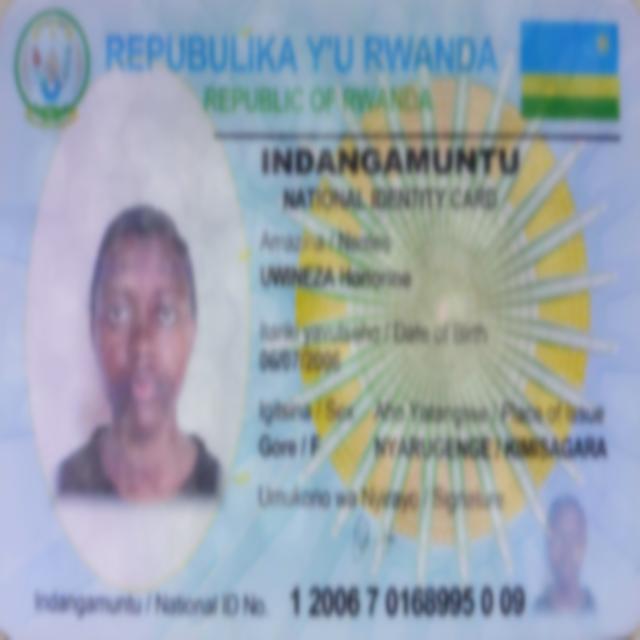 REPUBULIKA Y'U RWANDA
REPUBLIC OF RWANDA
INDANGAMUNTU
NATIONAL IDENTITY CARD
Amazina / Names
UWINEZA Honorine
Itariki yavutseho / Date of Birth
06/07/2006
Igitsina / Sex Aho Yatangiwe / Place of Issue
Gore / F NYARUGENGE / KIMISAGARA
Umukono wa Nyirayo / Signature
Indangamuntu / National ID No. 1 2006 7 0168995 0 09